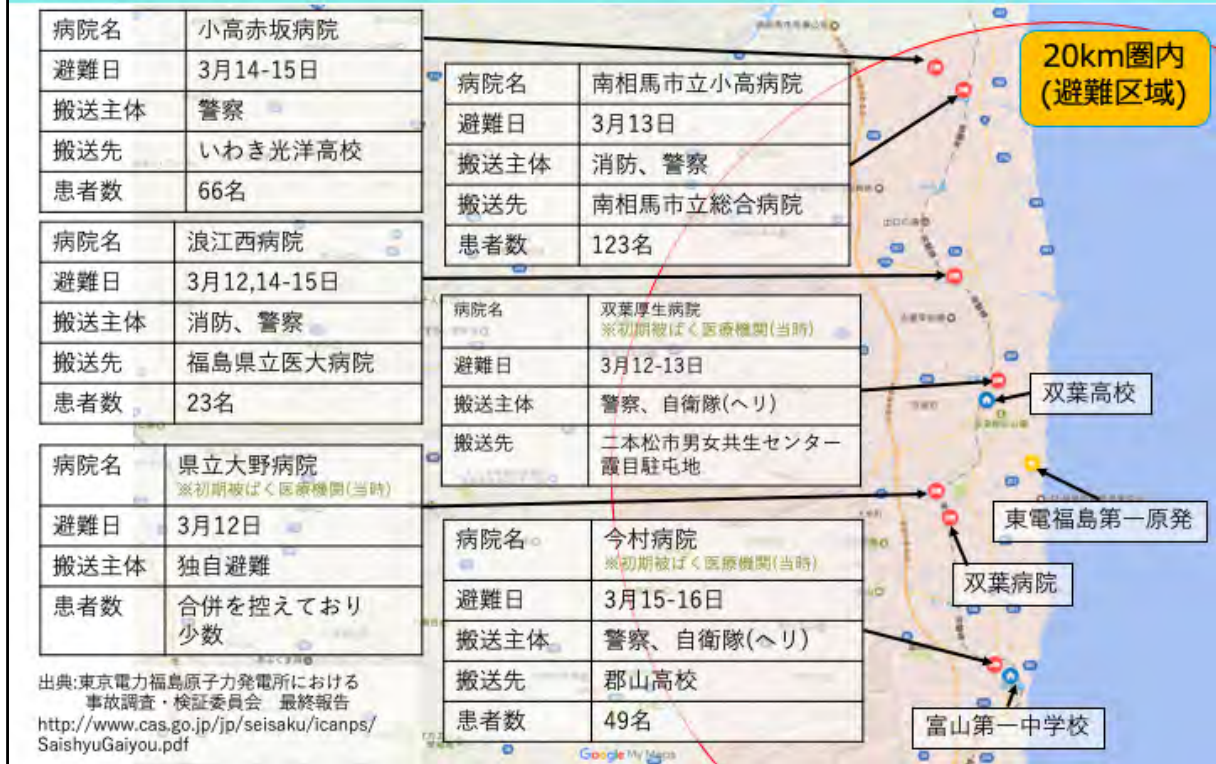 病院名 小高赤坂病院
避難日 3月14-15日
搬送主体 警察
搬送先 いわき光洋高校
患者数 66名
病院名 南相馬市立小高病院
避難日 3月13日
搬送主体 消防、警察
搬送先 南相馬市立総合病院
患者数 123名
20km圏内
(避難区域)
病院名 浪江西病院
避難日 3月12,14-15日
搬送主体 消防、警察
搬送先 福島県立医大病院
患者数 23名
病院名 双葉厚生病院
※初期被ばく医療機関(当時)
避難日 3月12-13日
搬送主体 警察、自衛隊(ヘリ)
搬送先 二本松市男女共生センター
霞目駐屯地
双葉高校
病院名 県立大野病院
※初期被ばく医療機関(当時)
避難日 3月12日
搬送主体 独自避難
患者数 合併を控えており
少数
東電福島第一原発
双葉病院
病院名 今村病院
※初期被ばく医療機関(当時)
避難日 3月15-16日
搬送主体 警察、自衛隊(ヘリ)
搬送先 郡山高校
患者数 49名
富山第一中学校
出典:東京電力福島原子力発電所における
事故調査・検証委員会 最終報告
http://www.cas.go.jp/jp/seisaku/icanps/
SaishyuGaiyou.pdf
Google My Maps